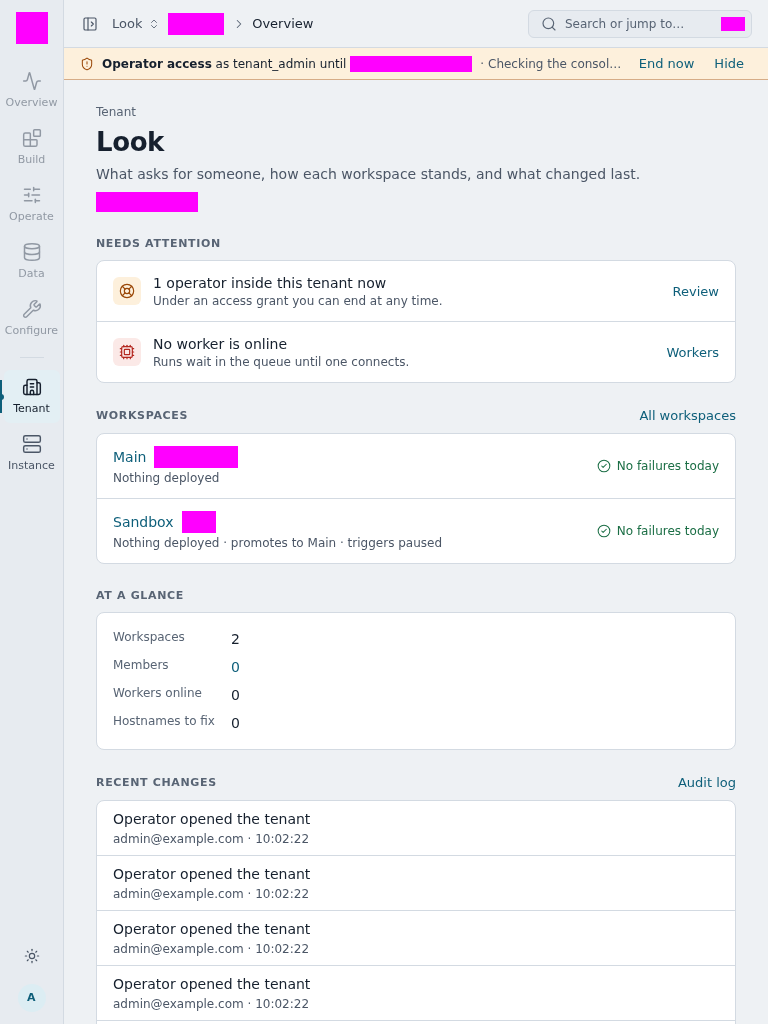 Look
Overview
Search or jump to…
Operator access as tenant_admin until · Checking the consol…
End now
Hide
Overview
Build
Operate
Data
Configure
Tenant
Instance
A
Tenant
Look
What asks for someone, how each workspace stands, and what changed last.
NEEDS ATTENTION
1 operator inside this tenant now
Under an access grant you can end at any time.
Review
No worker is online
Runs wait in the queue until one connects.
Workers
WORKSPACES
All workspaces
Main
Nothing deployed
No failures today
Sandbox
Nothing deployed · promotes to Main · triggers paused
No failures today
AT A GLANCE
Workspaces 2
Members 0
Workers online 0
Hostnames to fix 0
RECENT CHANGES
Audit log
Operator opened the tenant
admin@example.com · 10:02:22
Operator opened the tenant
admin@example.com · 10:02:22
Operator opened the tenant
admin@example.com · 10:02:22
Operator opened the tenant
admin@example.com · 10:02:22